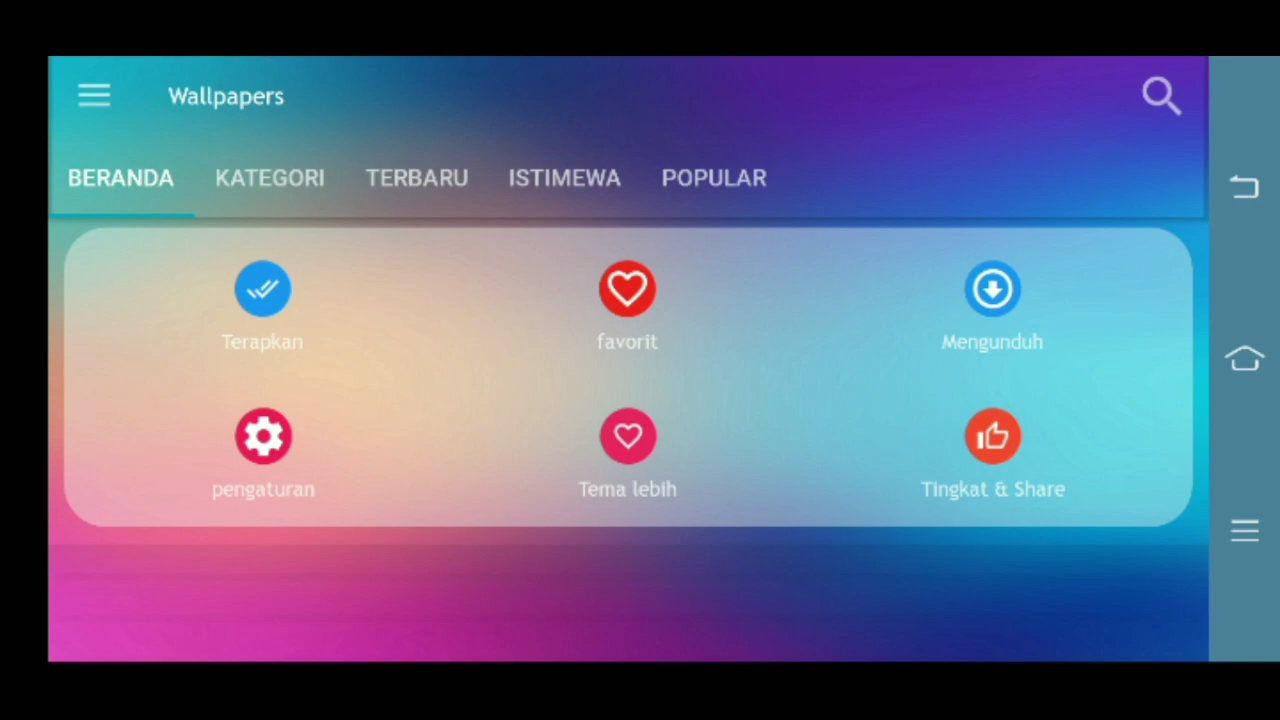 Wallpapers
BERANDA KATEGORI TERBARU ISTIMEWA POPULAR
Terapkan favorit Mengunduh
pengaturan Tema lebih Tingkat & Share